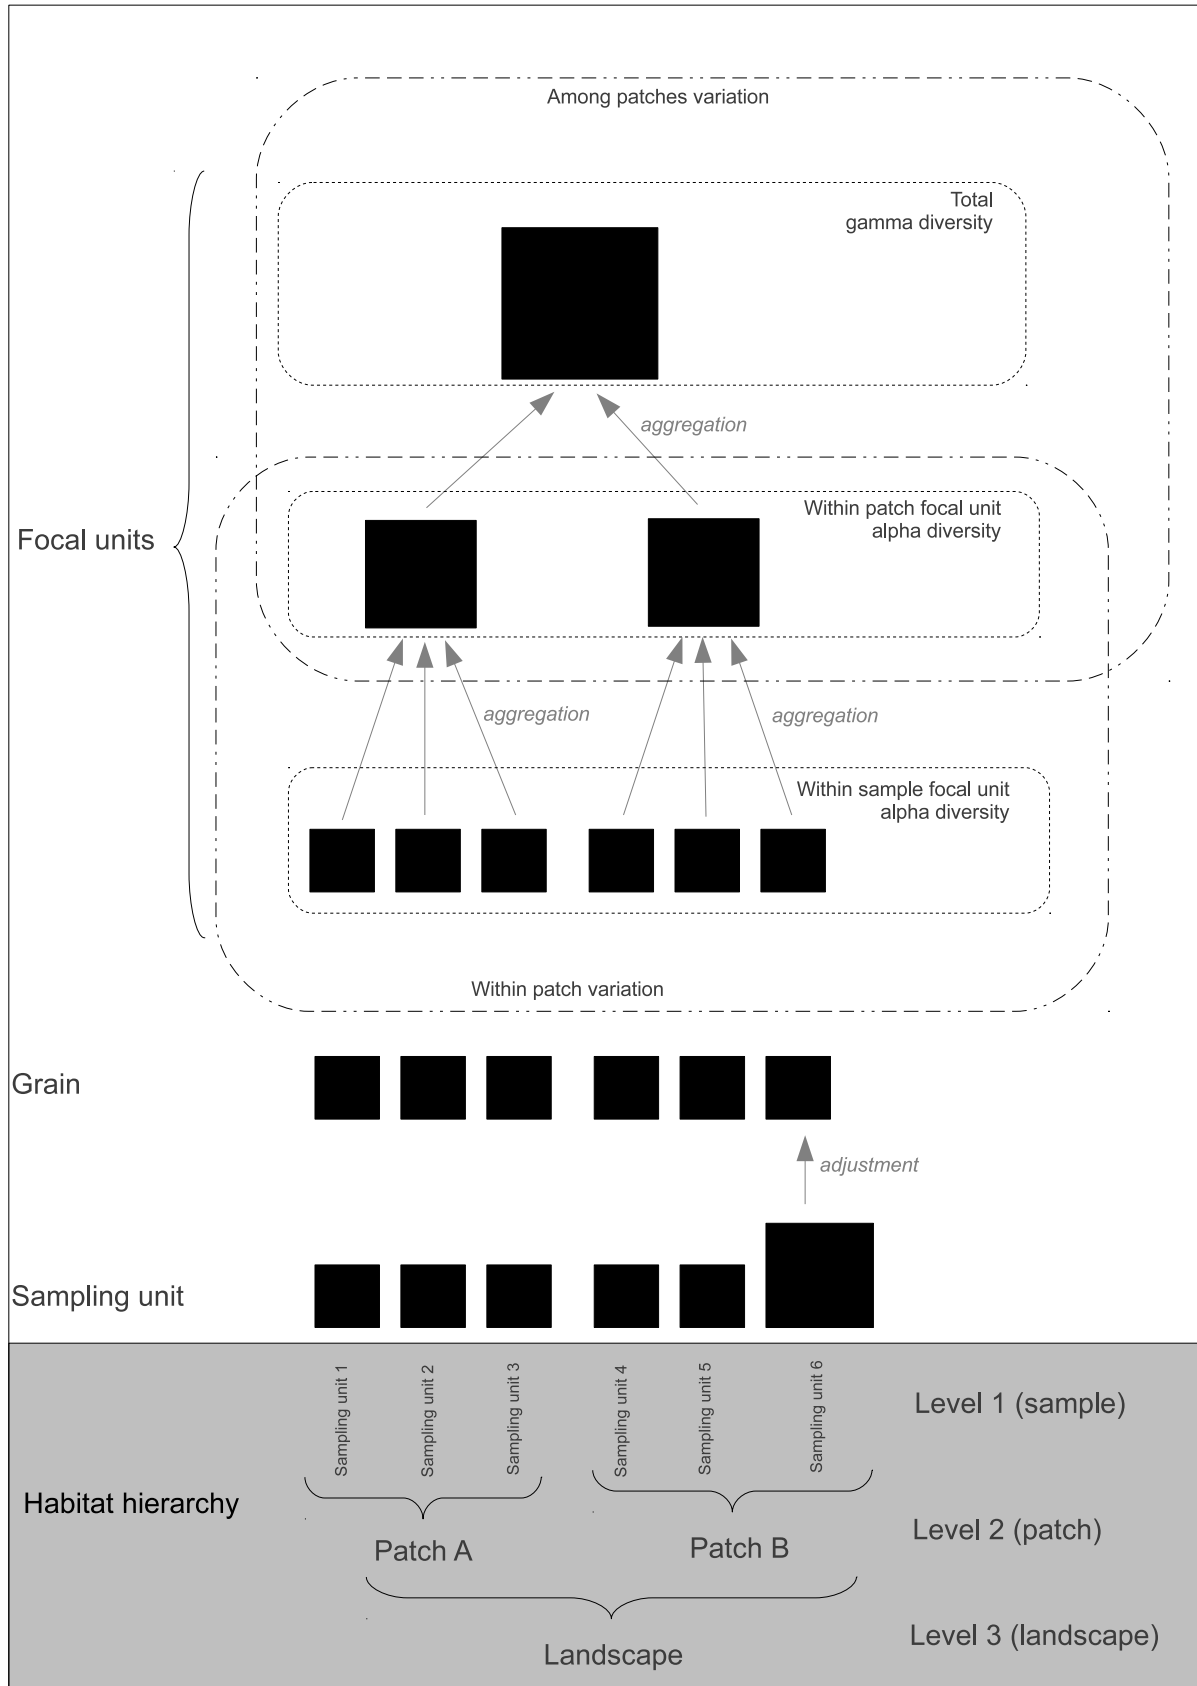 Among patches variation
Total
gamma diversity
aggregation
Within patch focal unit
alpha diversity
Focal units
aggregation
aggregation
Within sample focal unit
alpha diversity
Within patch variation
Grain
adjustment
Sampling unit
Sampling unit 1
Sampling unit 2
Sampling unit 3
Sampling unit 4
Sampling unit 5
Sampling unit 6
Level 1 (sample)
Habitat hierarchy
Level 2 (patch)
Patch A
Patch B
Level 3 (landscape)
Landscape